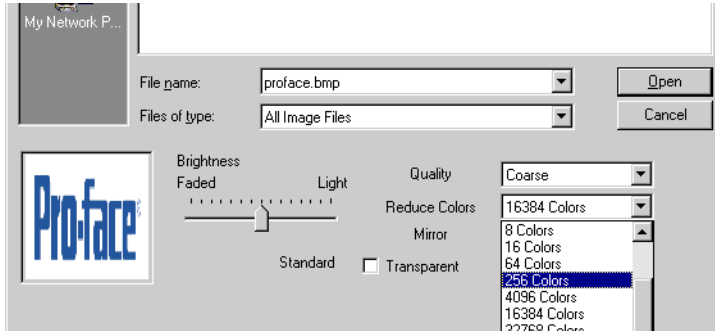 My Network P...
File name: proface.bmp Open
Files of type: All Image Files Cancel
Brightness
Faded Light
Standard
Pro-face®
Quality Coarse
Reduce Colors 16384 Colors
Mirror
Transparent
8 Colors
16 Colors
64 Colors
256 Colors
4096 Colors
16384 Colors
32768 Colors